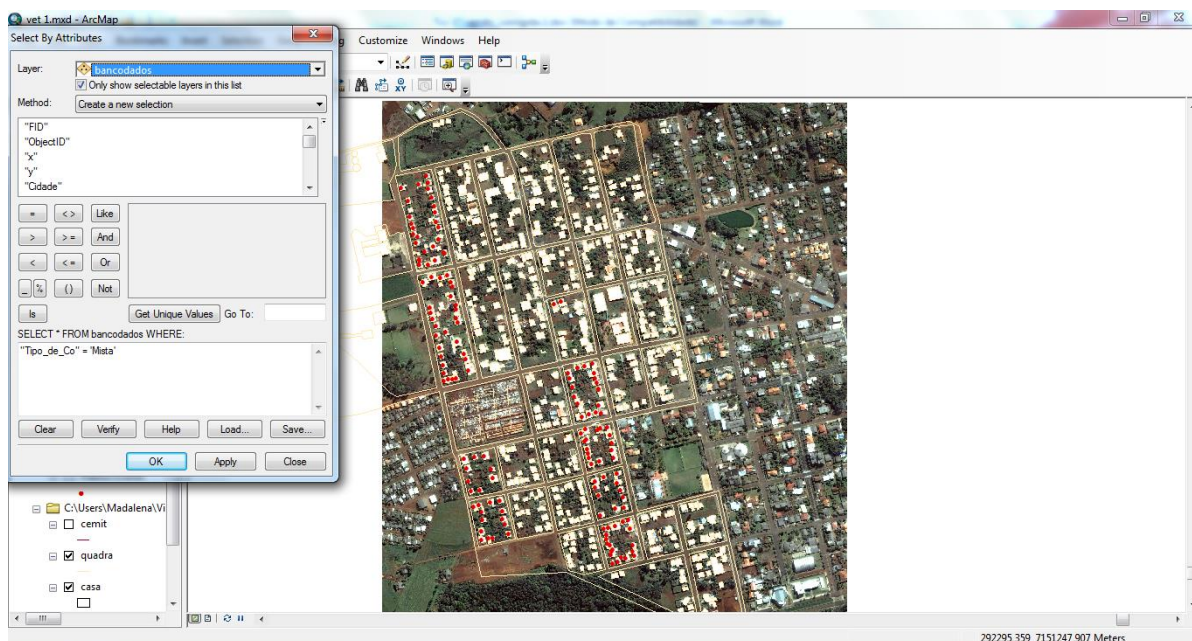 vet 1.mxd - ArcMap
Select By Attributes
Customize Windows Help
Layer: bancodados
Only show selectable layers in this list
Method: Create a new selection
"FID"
"ObjectID"
"x"
"y"
"Cidade"
= <> Like
> >= And
< <= Or
_ % () Not
Is Get Unique Values Go To:
SELECT * FROM bancodados WHERE:
"Tipo_de_Co" = 'Mista'
Clear Verify Help Load... Save...
OK Apply Close
C:\Users\Madalena\Vi
cemit
quadra
casa
292295,359 7151247,907 Meters